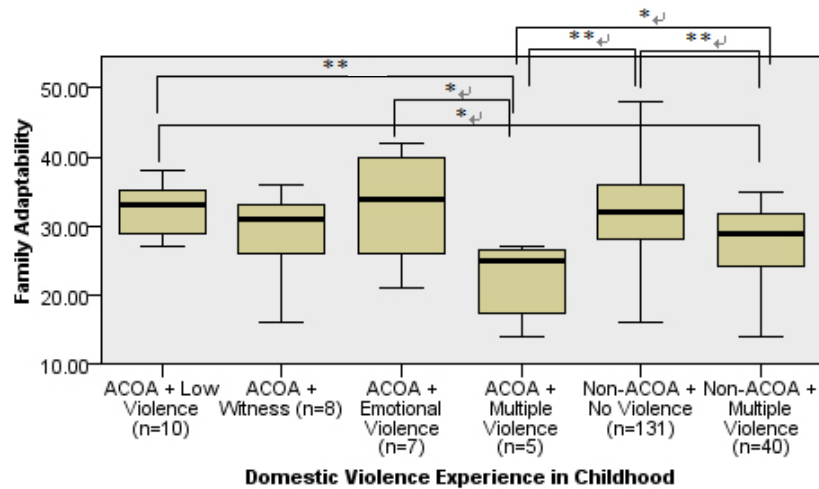 *↵
**↵ **↵
**
*↵
*↵
50.00
40.00
30.00
20.00
10.00
Family Adaptability
ACOA + Low
Violence
(n=10)
ACOA +
Witness (n=8)
ACOA +
Emotional
Violence
(n=7)
ACOA +
Multiple
Violence
(n=5)
Non-ACOA +
No Violence
(n=131)
Non-ACOA +
Multiple
Violence
(n=40)
Domestic Violence Experience in Childhood